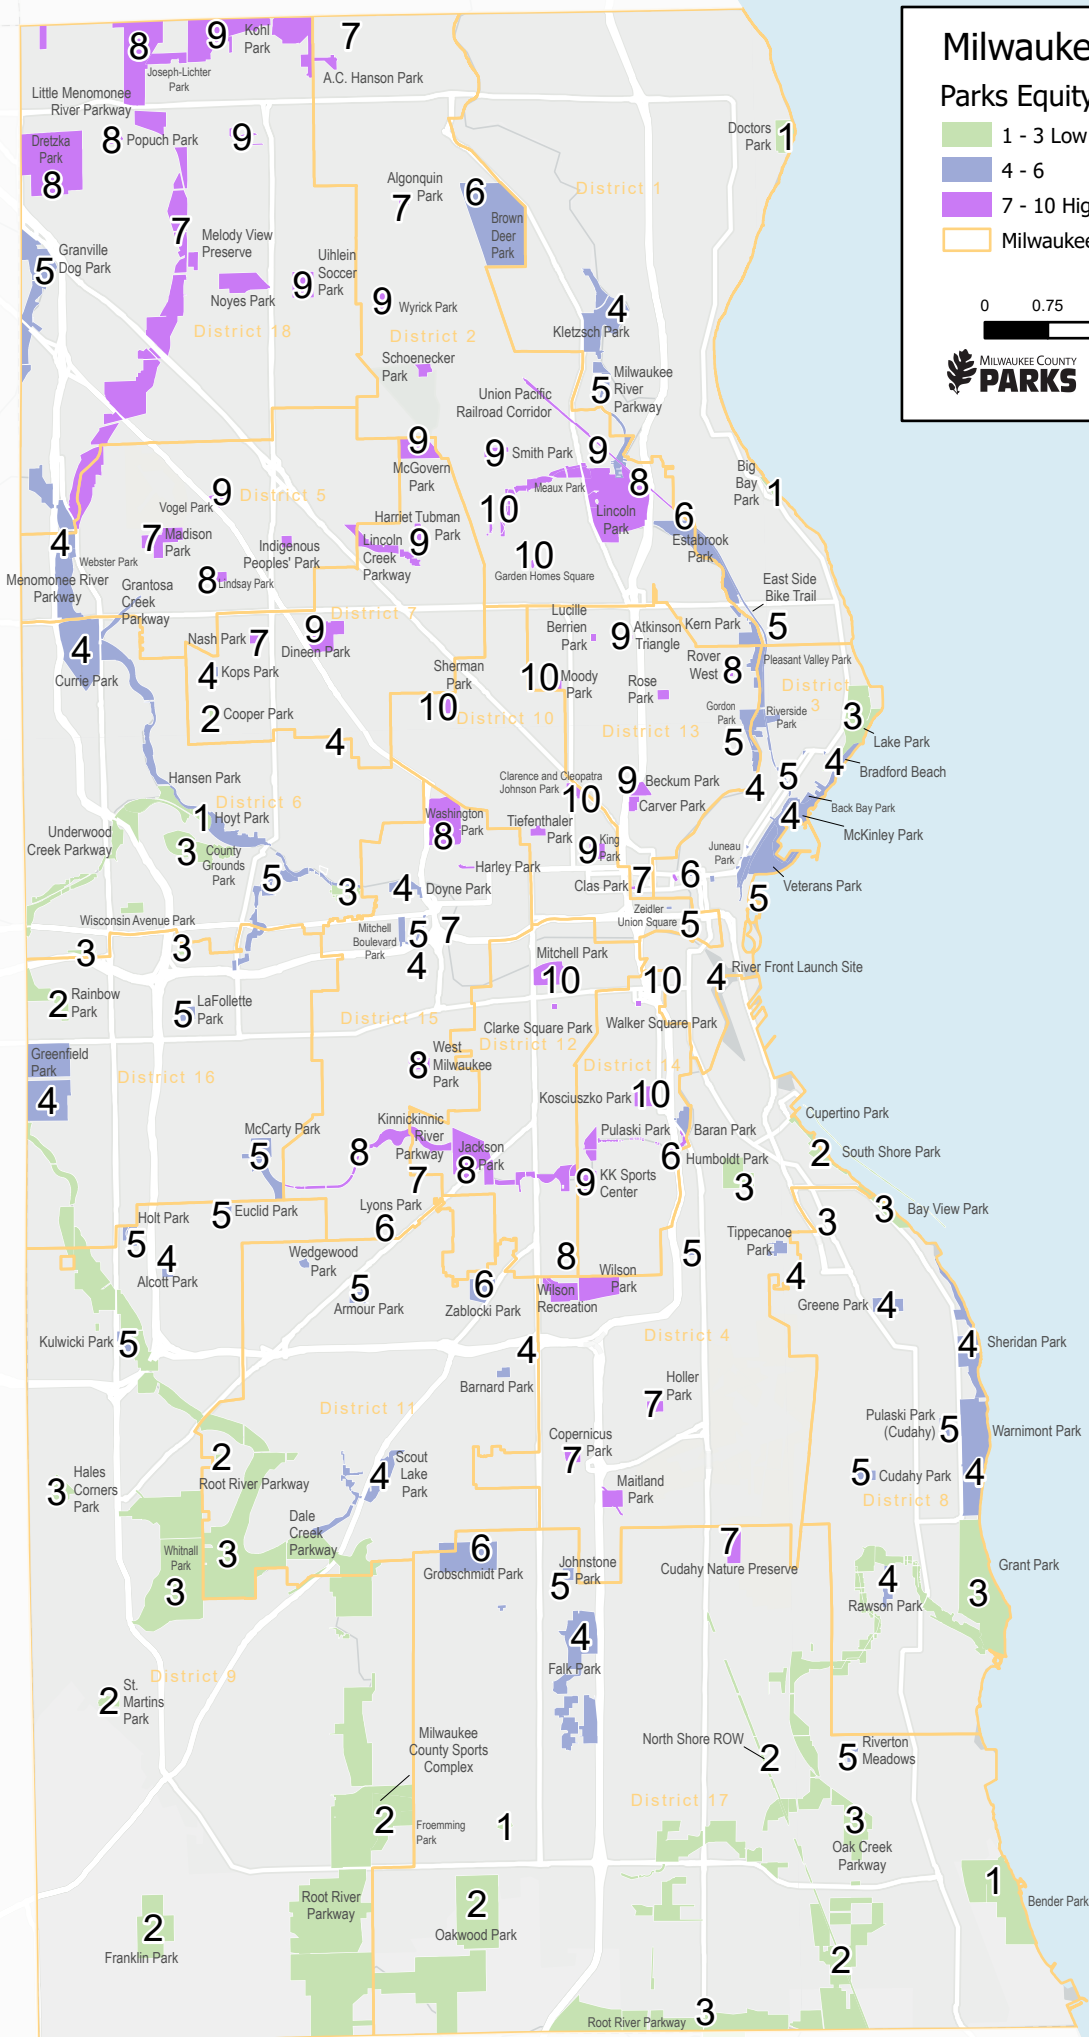 Milwauke
Parks Equity
1 - 3 Low
4 - 6
7 - 10 Hig
Milwaukee
0 0.75
MILWAUKEE COUNTY
PARKS
8
9
Kohl
Park
7
Joseph-Lichter
Park
A.C. Hanson Park
Little Menomonee
River Parkway
Dretzka
Park
8
8
Popuch Park
9
Doctors
Park
1
District 1
Algonquin
Park
7
6
Brown
Deer
Park
7
Melody View
Preserve
Granville
Dog Park
5
Uihlein
Soccer
Park
9
Noyes Park
9
Wyrick Park
District 18
District 2
4
Kletzsch Park
Schoenecker
Park
Milwaukee
River
Parkway
5
Union Pacific
Railroad Corridor
9
McGovern
Park
9
Smith Park
9
8
Meaux Park
Lincoln
Park
Big
Bay
Park
1
9
District 5
Vogel Park
10
6
Estabrook
Park
Harriet Tubman
Park
9
7
Madison
Park
Indigenous
Peoples' Park
Lincoln
Creek
Parkway
4
Webster Park
10
Garden Homes Square
Menomonee River
Parkway
8
Lindsay Park
Grantosa
Creek
Parkway
East Side
Bike Trail
5
District 7
Lucille
Berrien
Park
9
Atkinson
Triangle
Kern Park
Nash Park
7
9
Dineen Park
4
Currie Park
4
Kops Park
Sherman
Park
10
10
Moody
Park
Rose
Park
Rover
West
8
Pleasant Valley Park
District
3
2
Cooper Park
District 10
District 13
Gordon
Park
5
Riverside
Park
3
Lake Park
4
4
Bradford Beach
Hansen Park
Clarence and Cleopatra
Johnson Park
10
9
Beckum Park
Carver Park
4
5
Back Bay Park
4
McKinley Park
1
Hoyt Park
District 6
Washington
Park
8
Tiefenthaler
Park
9
King
Park
Underwood
Creek Parkway
3
County
Grounds
Park
Juneau
Park
Harley Park
5
3
4
Doyne Park
Clas Park
7
6
Veterans Park
5
Wisconsin Avenue Park
Mitchell
Boulevard
Park
5
7
Zeidler
Union Square
5
3
3
4
Mitchell Park
10
10
4
River Front Launch Site
2
Rainbow
Park
5
LaFollette
Park
District 15
Clarke Square Park
Walker Square Park
Greenfield
Park
4
District 16
8
West
Milwaukee
Park
District 12
District 14
Kosciuszko Park
10
Cupertino Park
McCarty Park
5
Kinnickinnic
River
Parkway
8
7
Jackson
Park
8
Pulaski Park
Baran Park
6
Humboldt Park
3
2
South Shore Park
9
KK Sports
Center
5
Euclid Park
Lyons Park
6
3
Bay View Park
3
Holt Park
5
4
Alcott Park
Wedgewood
Park
Tippecanoe
Park
5
4
8
Wilson
Park
Wilson
Recreation
5
Armour Park
6
Zablocki Park
Greene Park
4
Kulwicki Park
5
4
District 4
4
Sheridan Park
Barnard Park
Holler
Park
7
District 11
Pulaski Park
(Cudahy)
5
Warnimont Park
4
2
Root River Parkway
Copernicus
Park
7
Hales
Corners
Park
3
Scout
Lake
Park
4
5
Cudahy Park
Maitland
Park
District 8
Dale
Creek
Parkway
Whitnall
Park
3
3
6
Grobschmidt Park
7
Cudahy Nature Preserve
Johnstone
Park
5
4
Rawson Park
Grant Park
3
4
Falk Park
District 9
2
St.
Martins
Park
Milwaukee
County Sports
Complex
2
North Shore ROW
2
5
Riverton
Meadows
District 17
Froemming
Park
1
3
Oak Creek
Parkway
1
Bender Park
2
Franklin Park
Root River
Parkway
2
Oakwood Park
2
Root River Parkway
3